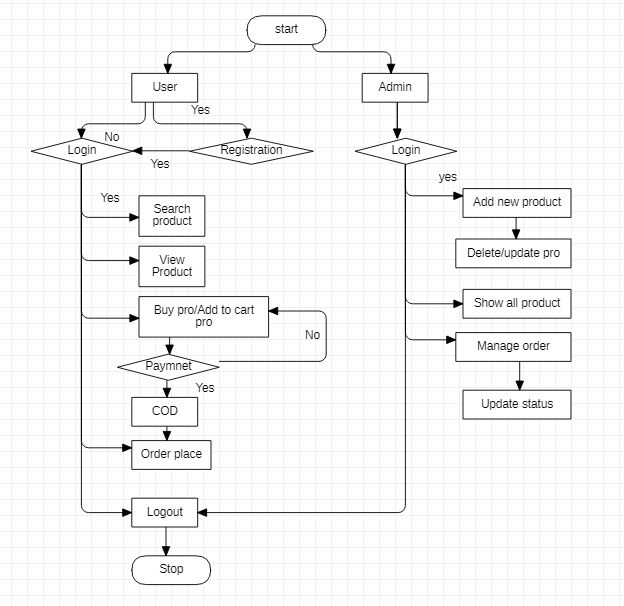 start
User
Admin
Yes
No
Login
Registration
Login
Yes
yes
Yes
Search
product
Add new product
View
Product
Delete/update pro
Buy pro/Add to cart
pro
Show all product
No
Manage order
Paymnet
Yes
COD
Update status
Order place
Logout
Stop